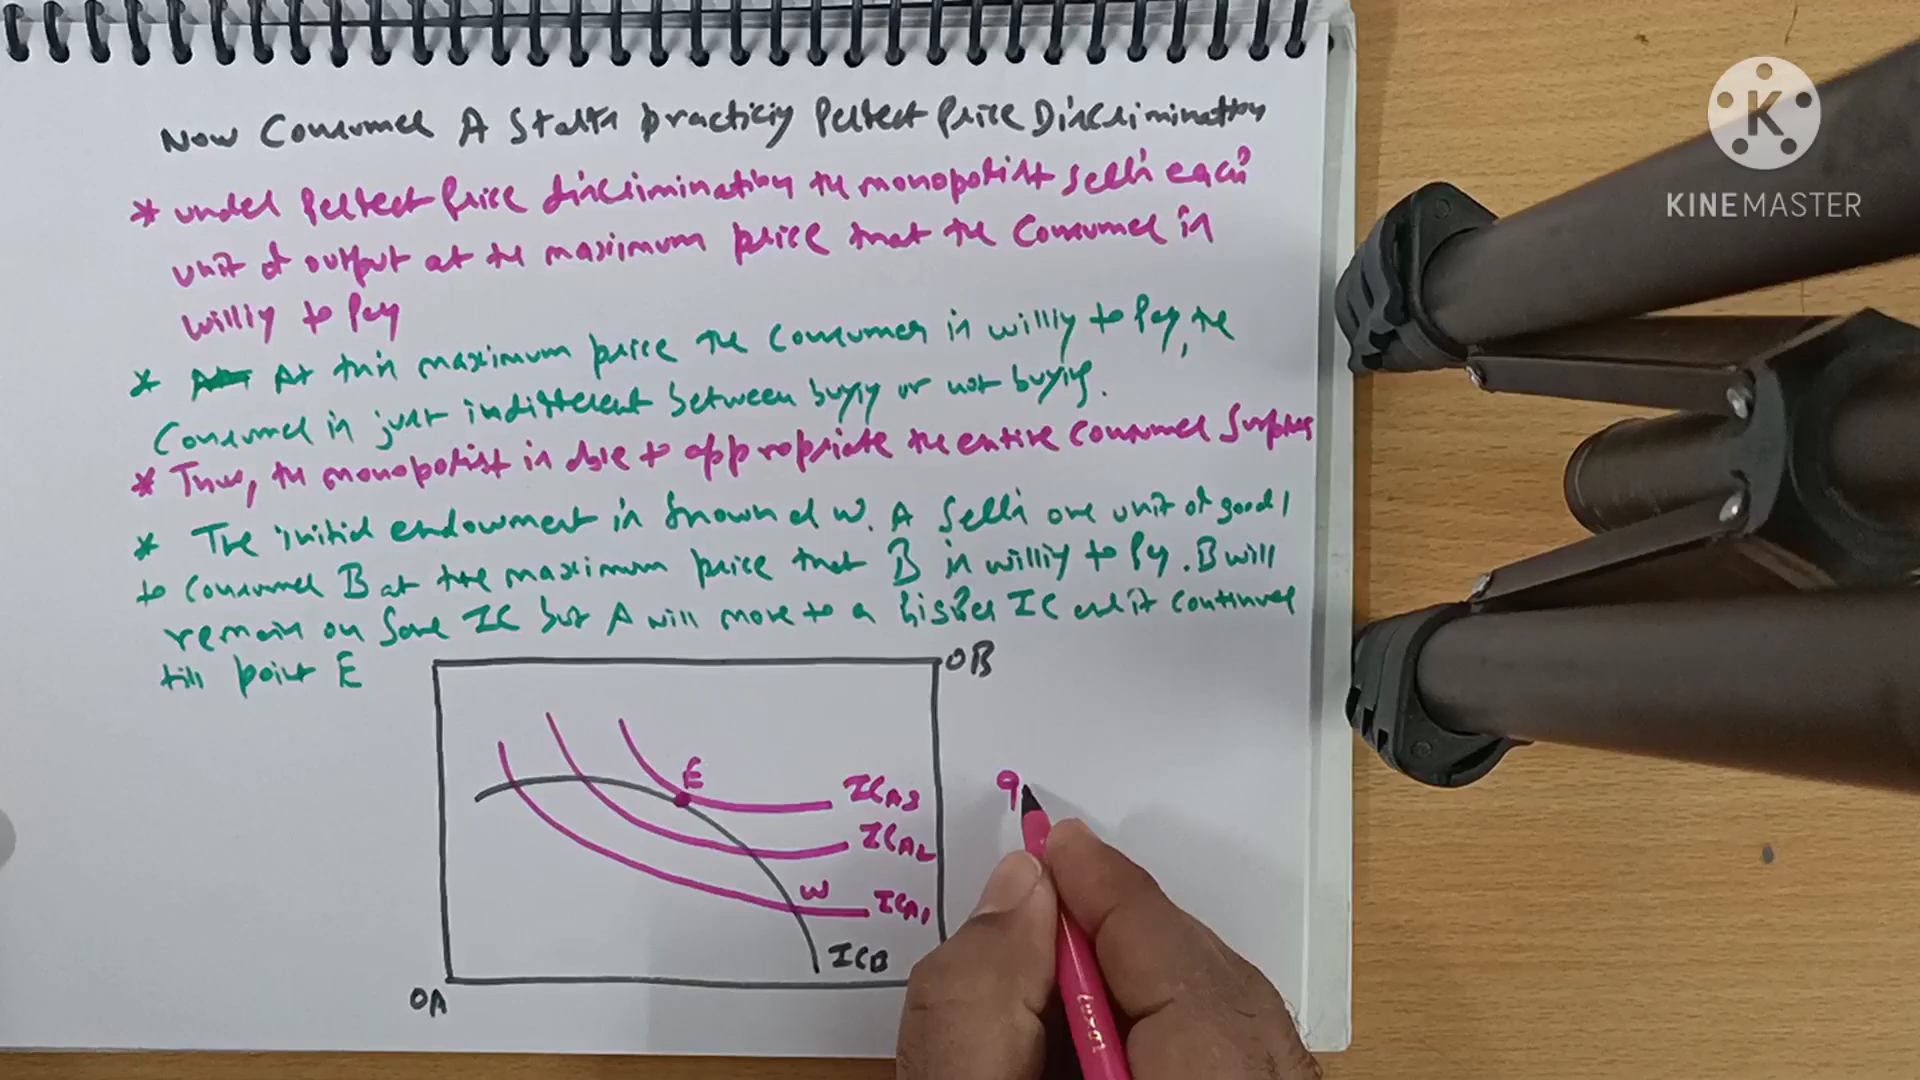 Now Consumer A Starts practicing Perfect Price Discrimination
* under Perfect Price discrimination the monopolist sells each
unit of output at the maximum price that the Consumer is
willing to Pay
* At this maximum price the Consumer is willing to Pay, the
Consumer is just indifferent between buying or not buying.
* Thus, the monopolist is able to appropriate the entire Consumer Surplus
* The initial endowment is known at W. A Sells one unit of good 1
to Consumer B at the maximum price that B is willing to Pay. B will
remain on Same IC but A will move to a higher IC and it continues
till point E
OB
E
ICA3
ICA2
W
ICA1
ICB
OA
9
K
KINEMASTER
Luxor